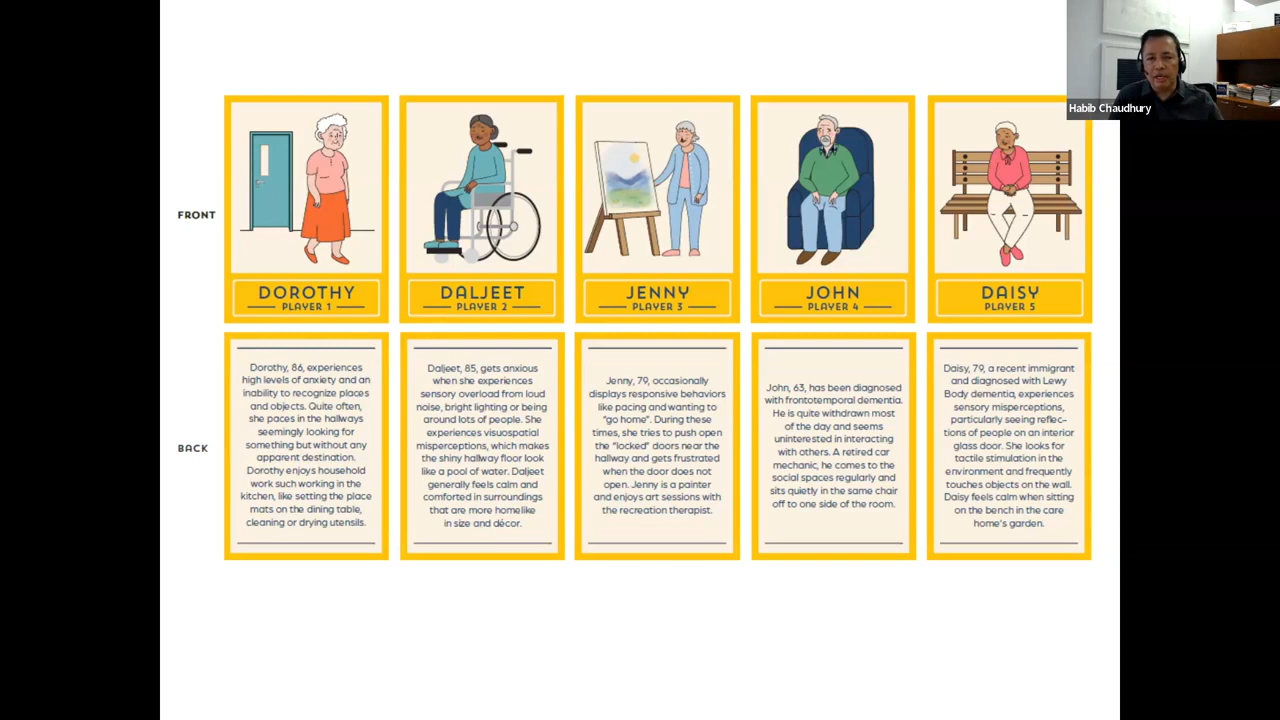 Habib Chaudhury
FRONT
DOROTHY
PLAYER 1
DALJEET
PLAYER 2
JENNY
PLAYER 3
JOHN
PLAYER 4
DAISY
PLAYER 5
BACK
Dorothy, 86, experiences
high levels of anxiety and an
inability to recognize places
and objects. Quite often,
she paces in the hallways
seemingly looking for
something but without any
apparent destination.
Dorothy enjoys household
work such working in the
kitchen, like setting the place
mats on the dining table,
cleaning or drying utensils.
Daljeet, 85, gets anxious
when she experiences
sensory overload from loud
noise, bright lighting or being
around lots of people. She
experiences visuospatial
misperceptions, which makes
the shiny hallway floor look
like a pool of water. Daljeet
generally feels calm and
comforted in surroundings
that are more homelike
in size and décor.
Jenny, 79, occasionally
displays responsive behaviors
like pacing and wanting to
"go home". During these
times, she tries to push open
the "locked" doors near the
hallway and gets frustrated
when the door does not
open. Jenny is a painter
and enjoys art sessions with
the recreation therapist.
John, 63, has been diagnosed
with frontotemporal dementia.
He is quite withdrawn most
of the day and seems
uninterested in interacting
with others. A retired car
mechanic, he comes to the
social spaces regularly and
sits quietly in the same chair
off to one side of the room.
Daisy, 79, a recent immigrant
and diagnosed with Lewy
Body dementia, experiences
sensory misperceptions,
particularly seeing reflec-
tions of people on an interior
glass door. She looks for
tactile stimulation in the
environment and frequently
touches objects on the wall.
Daisy feels calm when sitting
on the bench in the care
home's garden.